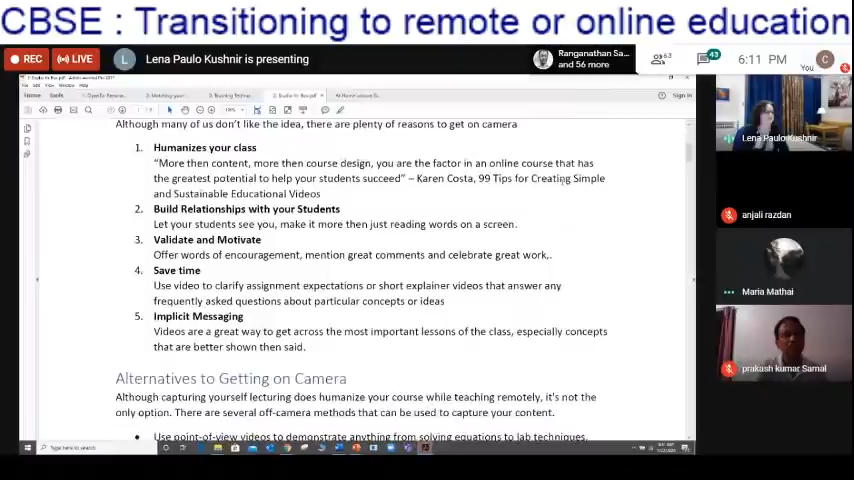 CBSE : Transitioning to remote or online education
REC
LIVE
L
Lena Paulo Kushnir is presenting
Ranganathan Sa...
and 56 more
63
43
6:11 PM
You
C
Home Tools
Sign In
Although many of us don't like the idea, there are plenty of reasons to get on camera
1. Humanizes your class
"More then content, more then course design, you are the factor in an online course that has
the greatest potential to help your students succeed" – Karen Costa, 99 Tips for Creating Simple
and Sustainable Educational Videos
2. Build Relationships with your Students
Let your students see you, make it more then just reading words on a screen.
3. Validate and Motivate
Offer words of encouragement, mention great comments and celebrate great work,.
4. Save time
Use video to clarify assignment expectations or short explainer videos that answer any
frequently asked questions about particular concepts or ideas
5. Implicit Messaging
Videos are a great way to get across the most important lessons of the class, especially concepts
that are better shown then said.
Alternatives to Getting on Camera
Although capturing yourself lecturing does humanize your course while teaching remotely, it's not the
only option. There are several off-camera methods that can be used to capture your content.
• Use point-of-view videos to demonstrate anything from solving equations to lab techniques.
Type here to search
Lena Paulo Kushnir
anjali razdan
Maria Mathai
prakash kumar Samal